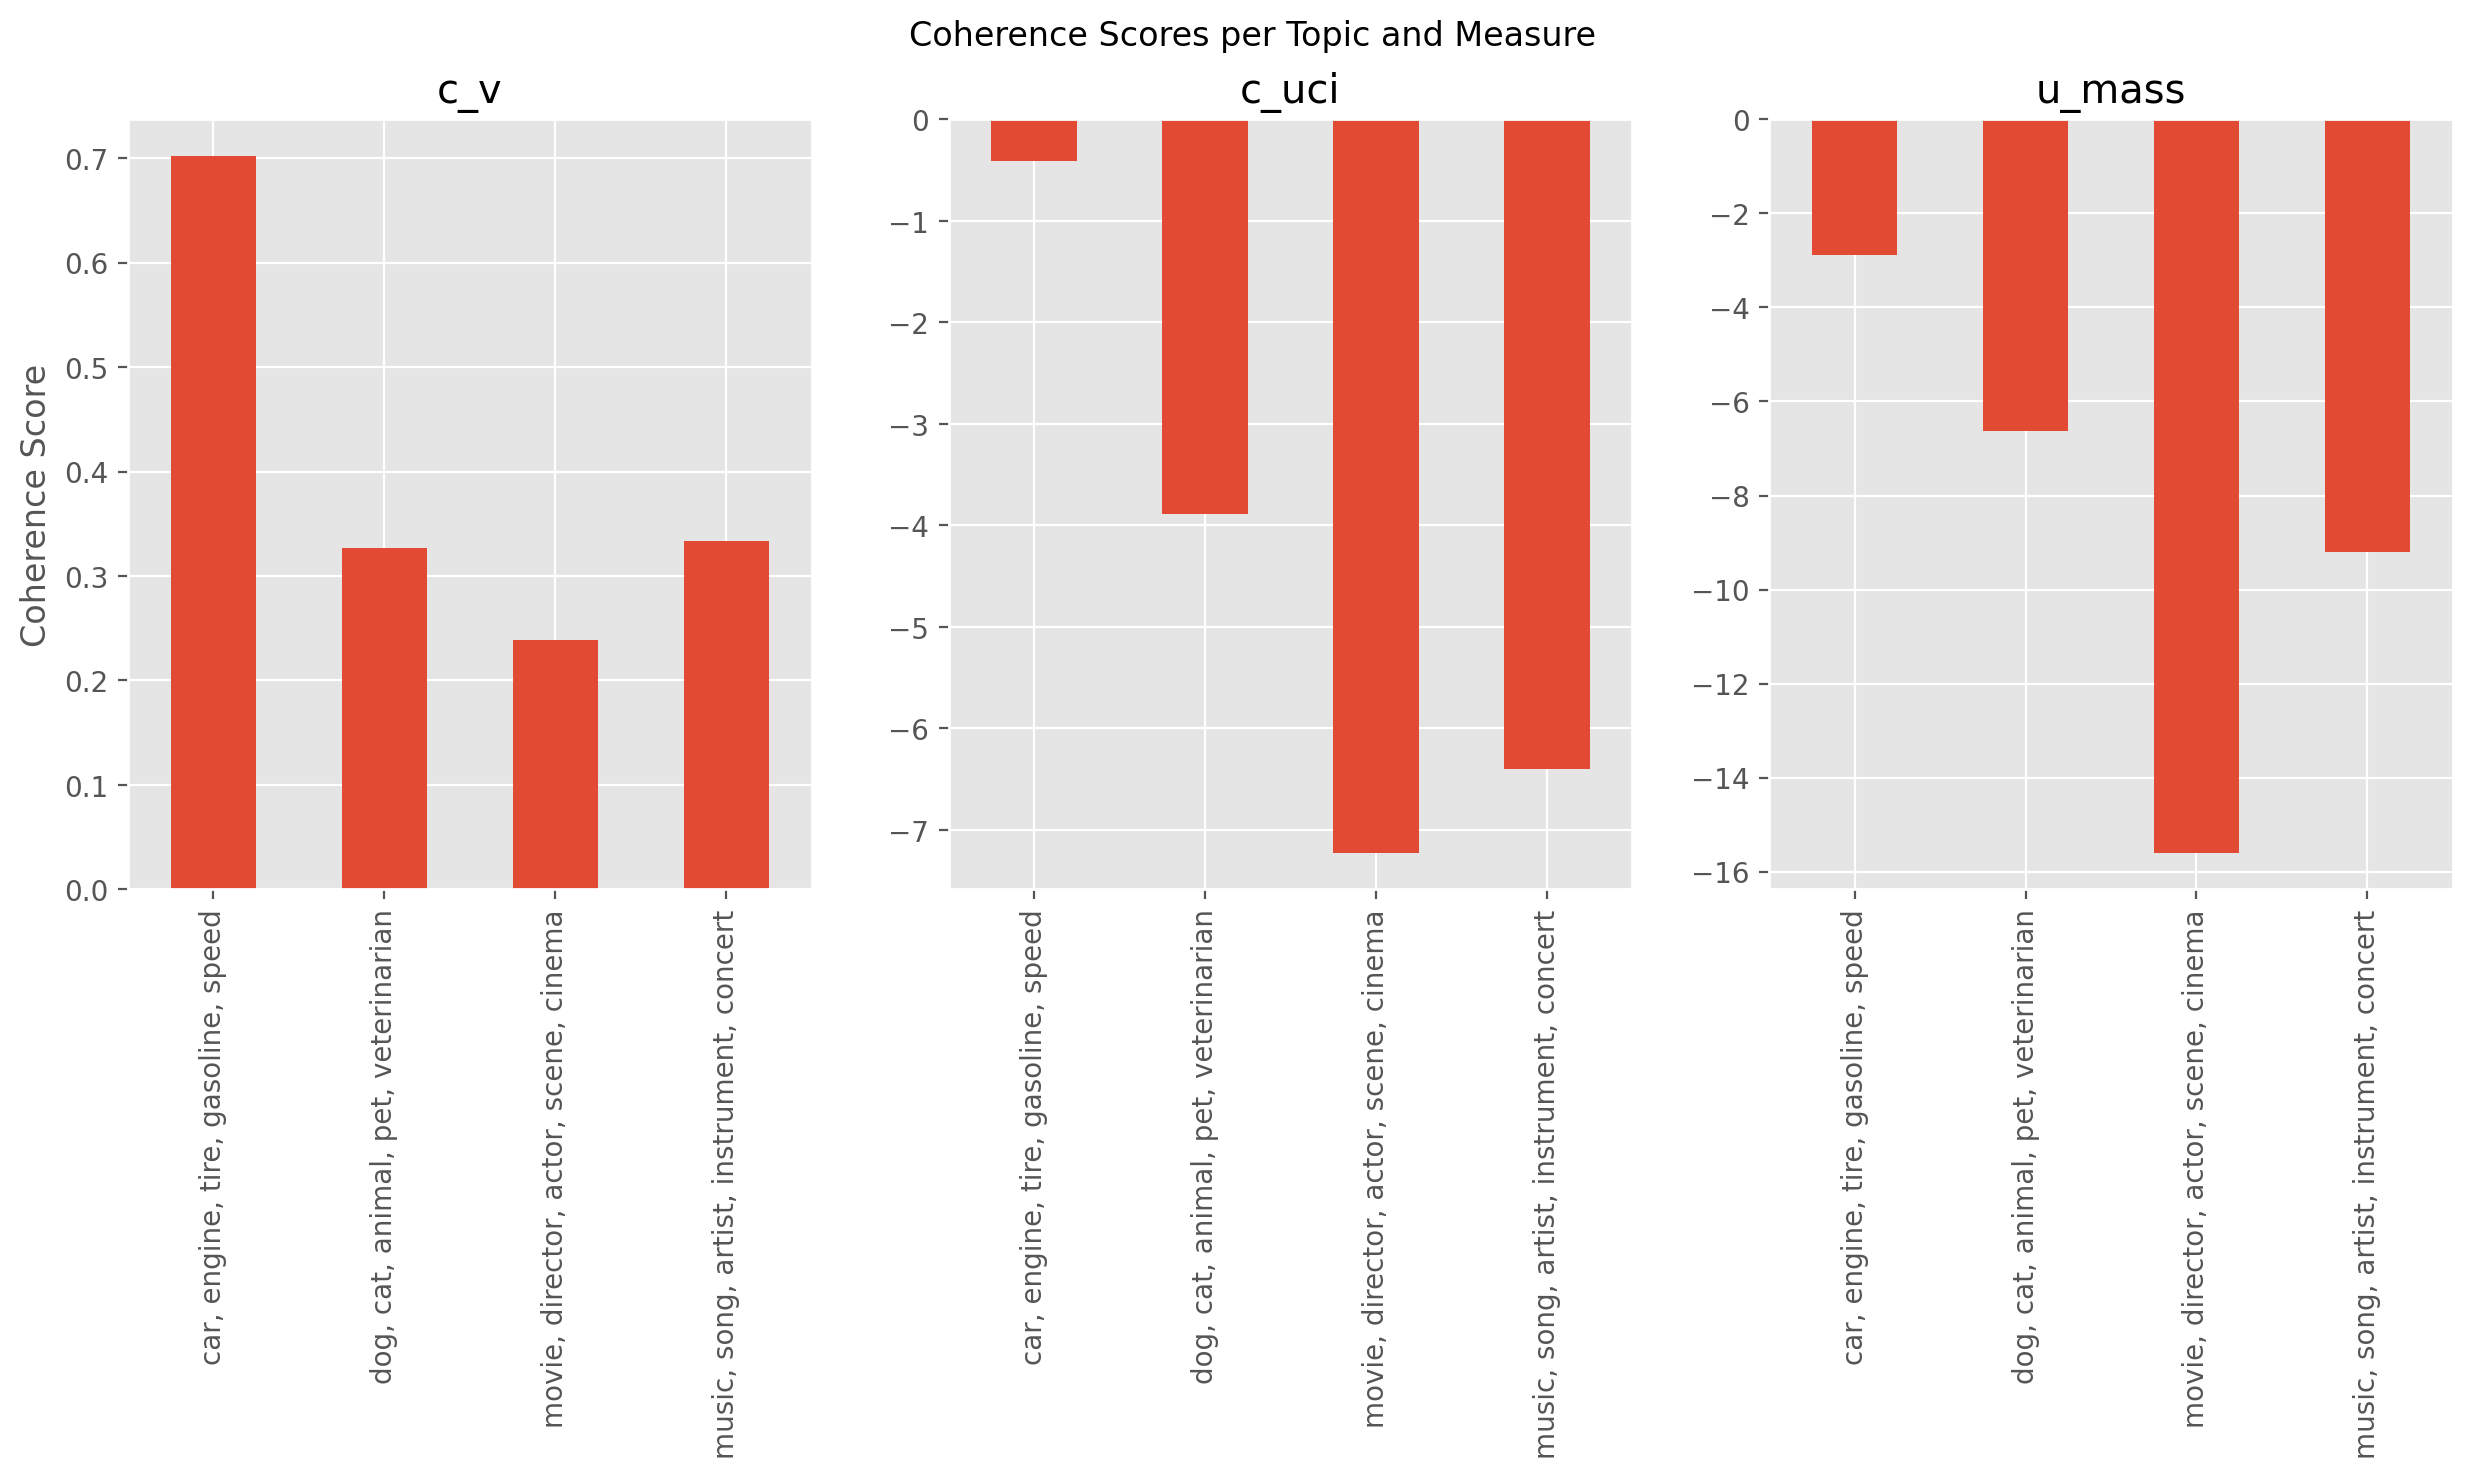 Coherence Scores per Topic and Measure
c_v
c_uci
u_mass
Coherence Score
0.7
0.6
0.5
0.4
0.3
0.2
0.1
0.0
car, engine, tire, gasoline, speed
dog, cat, animal, pet, veterinarian
movie, director, actor, scene, cinema
music, song, artist, instrument, concert
0
−1
−2
−3
−4
−5
−6
−7
car, engine, tire, gasoline, speed
dog, cat, animal, pet, veterinarian
movie, director, actor, scene, cinema
music, song, artist, instrument, concert
0
−2
−4
−6
−8
−10
−12
−14
−16
car, engine, tire, gasoline, speed
dog, cat, animal, pet, veterinarian
movie, director, actor, scene, cinema
music, song, artist, instrument, concert